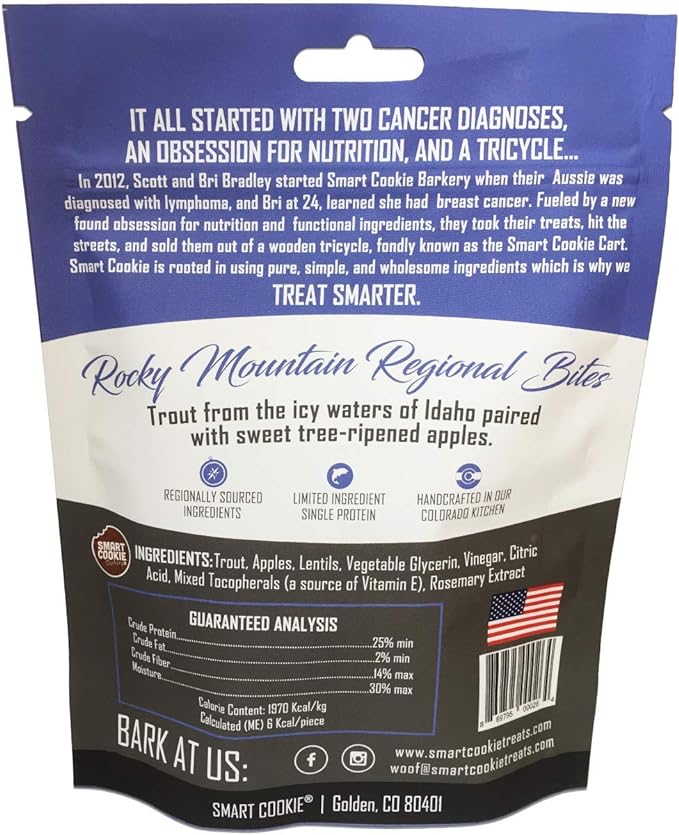 IT ALL STARTED WITH TWO CANCER DIAGNOSES,
AN OBSESSION FOR NUTRITION, AND A TRICYCLE...
In 2012, Scott and Bri Bradley started Smart Cookie Barkery when their Aussie was
diagnosed with lymphoma, and Bri at 24, learned she had breast cancer. Fueled by a new
found obsession for nutrition and functional ingredients, they took their treats, hit the
streets, and sold them out of a wooden tricycle, fondly known as the Smart Cookie Cart.
Smart Cookie is rooted in using pure, simple, and wholesome ingredients which is why we
TREAT SMARTER.
Rocky Mountain Regional Bites
Trout from the icy waters of Idaho paired
with sweet tree-ripened apples.
REGIONALLY SOURCED
INGREDIENTS
LIMITED INGREDIENT
SINGLE PROTEIN
HANDCRAFTED IN OUR
COLORADO KITCHEN
SMART
COOKIE
Barkery
INGREDIENTS:Trout, Apples, Lentils, Vegetable Glycerin, Vinegar, Citric
Acid, Mixed Tocopherals (a source of Vitamin E), Rosemary Extract
GUARANTEED ANALYSIS
Crude Protein 25% min
Crude Fat 2% min
Crude Fiber 14% max
Moisture 30% max
Calorie Content: 1970 Kcal/kg
Calculated (ME) 6 Kcal/piece
8 69795 00026 4
BARK AT US:
www.smartcookietreats.com
woof@smartcookietreats.com
SMART COOKIE® | Golden, CO 80401